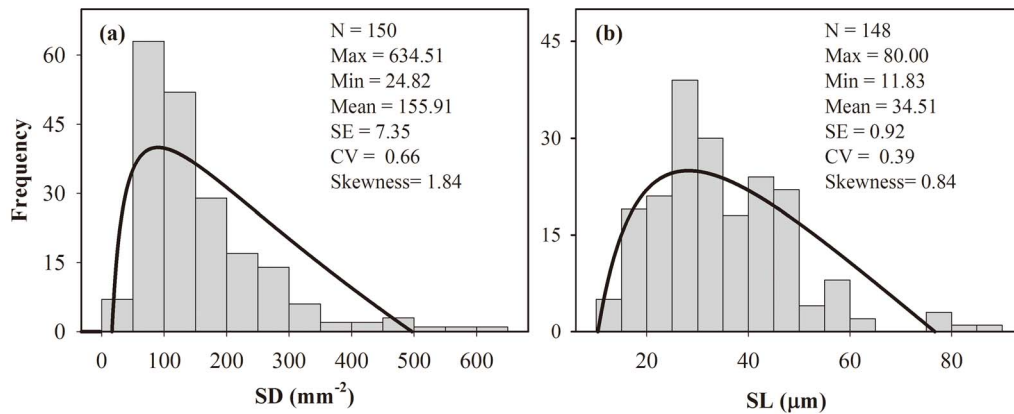 (a)
N = 150
Max = 634.51
Min = 24.82
Mean = 155.91
SE = 7.35
CV = 0.66
Skewness= 1.84
Frequency
60
45
30
15
0
0 100 200 300 400 500 600
SD (mm⁻²)
(b)
N = 148
Max = 80.00
Min = 11.83
Mean = 34.51
SE = 0.92
CV = 0.39
Skewness= 0.84
45
30
15
0
20 40 60 80
SL (μm)